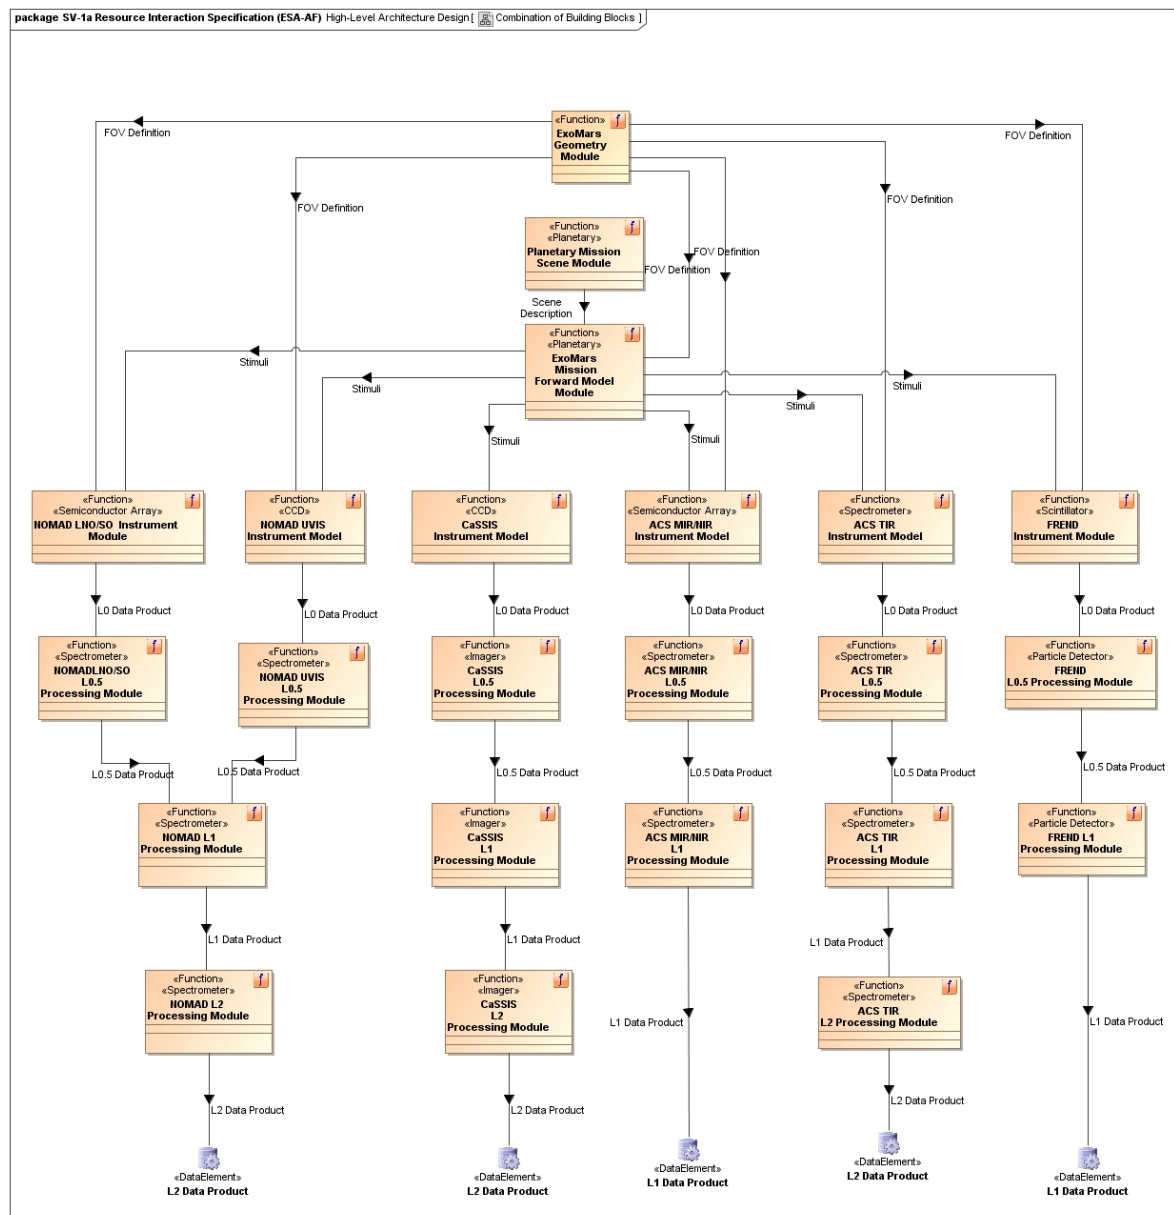 package SV-1a Resource Interaction Specification (ESA-AF) High-Level Architecture Design [ Combination of Building Blocks ]
«Function»
ExoMars
Geometry
Module
FOV Definition
FOV Definition
FOV Definition
FOV Definition
FOV Definition
FOV Definition
«Function»
«Planetary»
Planetary Mission
Scene Module
Scene
Description
«Function»
«Planetary»
ExoMars
Mission
Forward Model
Module
Stimuli
Stimuli
Stimuli
Stimuli
Stimuli
Stimuli
«Function»
«Semiconductor Array»
NOMAD LNO/SO Instrument
Module
«Function»
«CCD»
NOMAD UVIS
Instrument Model
«Function»
«CCD»
CaSSIS
Instrument Model
«Function»
«Semiconductor Array»
ACS MIR/NIR
Instrument Model
«Function»
«Spectrometer»
ACS TIR
Instrument Model
«Function»
«Scintillator»
FREND
Instrument Module
L0 Data Product
L0 Data Product
L0 Data Product
L0 Data Product
L0 Data Product
L0 Data Product
«Function»
«Spectrometer»
NOMADLNO/SO
L0.5
Processing Module
«Function»
«Spectrometer»
NOMAD UVIS
L0.5
Processing Module
«Function»
«Imager»
CaSSIS
L0.5
Processing Module
«Function»
«Spectrometer»
ACS MIR/NIR
L0.5
Processing Module
«Function»
«Spectrometer»
ACS TIR
L0.5
Processing Module
«Function»
«Particle Detector»
FREND
L0.5 Processing Module
L0.5 Data Product
L0.5 Data Product
L0.5 Data Product
L0.5 Data Product
L0.5 Data Product
L0.5 Data Product
«Function»
«Spectrometer»
NOMAD L1
Processing Module
«Function»
«Imager»
CaSSIS
L1
Processing Module
«Function»
«Spectrometer»
ACS MIR/NIR
L1
Processing Module
«Function»
«Spectrometer»
ACS TIR
L1
Processing Module
«Function»
«Particle Detector»
FREND L1
Processing Module
L1 Data Product
L1 Data Product
L1 Data Product
L1 Data Product
L1 Data Product
«Function»
«Spectrometer»
NOMAD L2
Processing Module
«Function»
«Imager»
CaSSIS
L2
Processing Module
«Function»
«Spectrometer»
ACS TIR
L2 Processing Module
L2 Data Product
L2 Data Product
L2 Data Product
«DataElement»
L2 Data Product
«DataElement»
L2 Data Product
«DataElement»
L1 Data Product
«DataElement»
L2 Data Product
«DataElement»
L1 Data Product